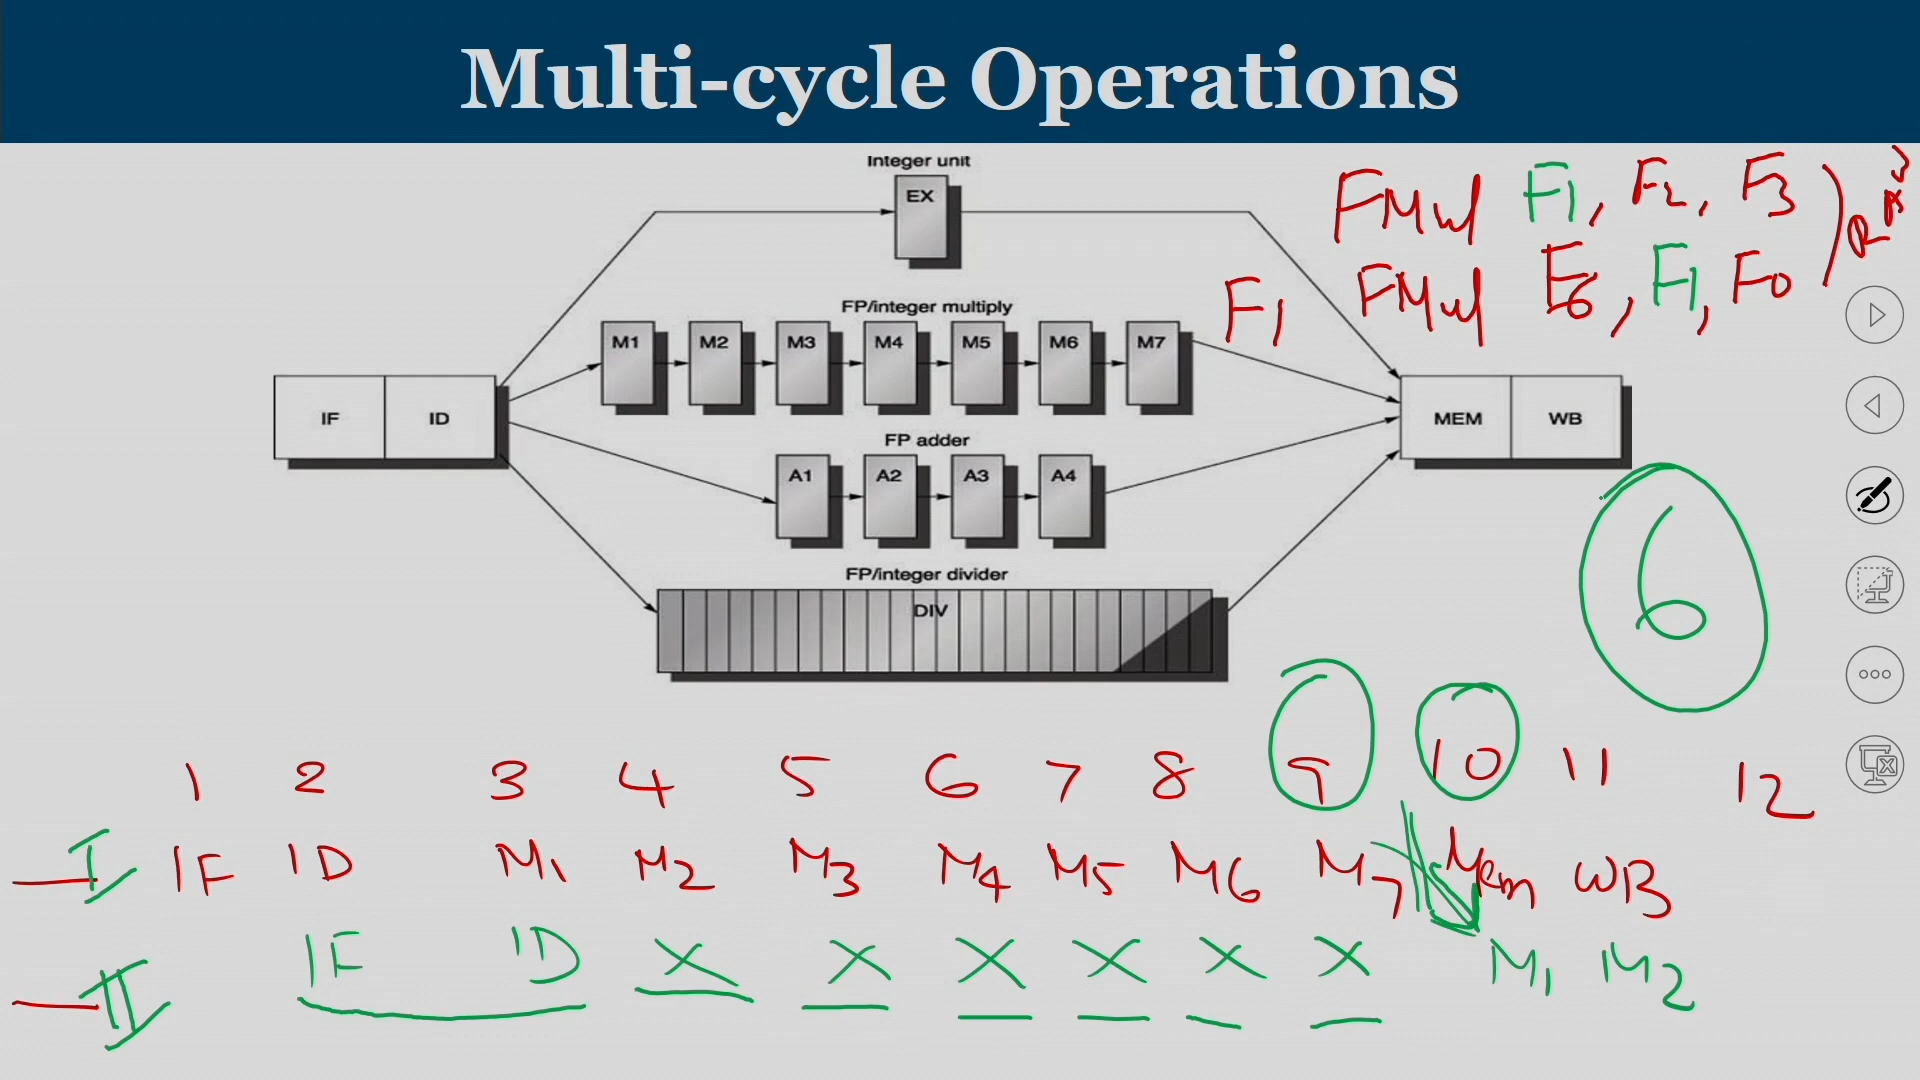 Multi-cycle Operations
Integer unit
EX
FMul F1, F2, F3
RAW
FMul F6, F1, F0
FP/integer multiply
F1
M1 M2 M3 M4 M5 M6 M7
IF ID
MEM WB
FP adder
A1 A2 A3 A4
FP/integer divider
DIV
6
1 2 3 4 5 6 7 8 9 10 11 12
I IF ID M1 M2 M3 M4 M5 M6 M7 Mem WB
II IF ID X X X X X X M1 M2